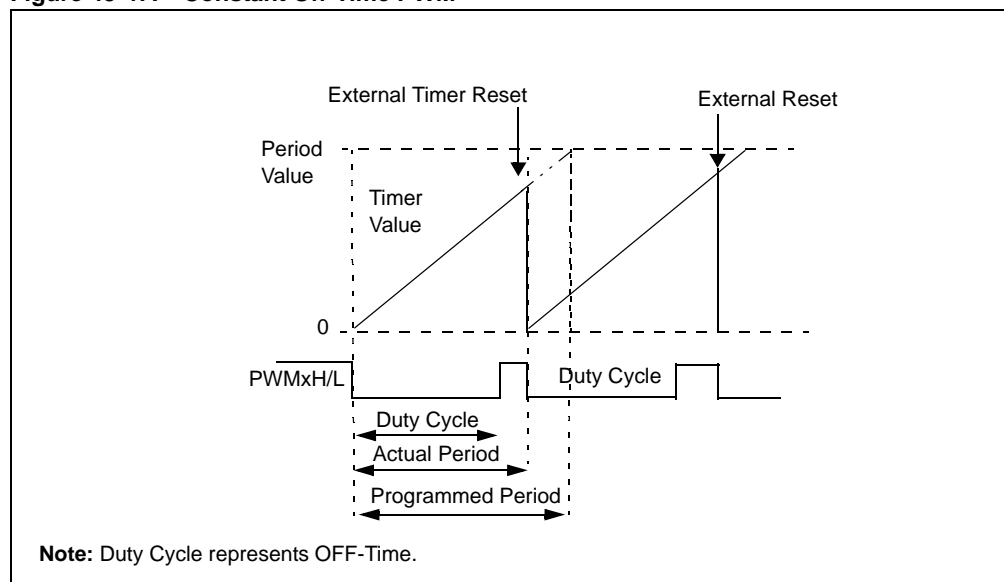 External Timer Reset
External Reset
Period
Value
Timer
Value
0
PWMxH/L
Duty Cycle
Duty Cycle
Actual Period
Programmed Period
Note: Duty Cycle represents OFF-Time.